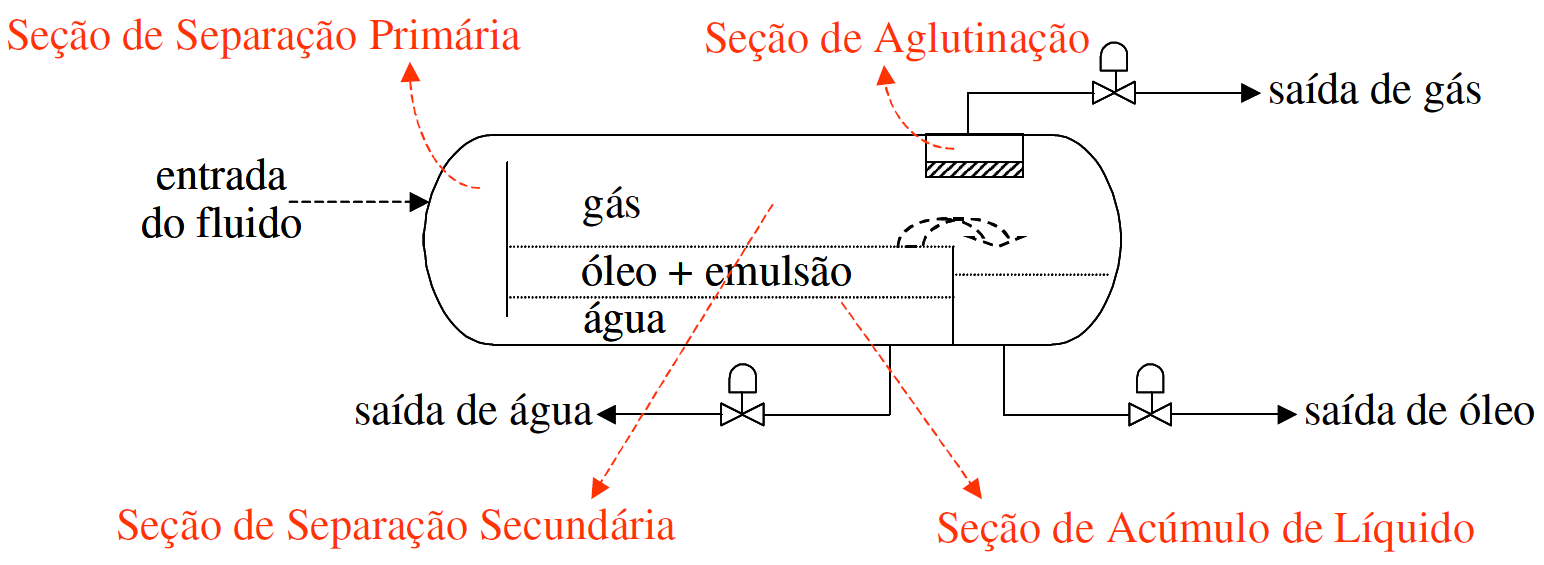 Seção de Separação Primária
Seção de Aglutinação
saída de gás
entrada
do fluido
gás
óleo + emulsão
água
saída de água
saída de óleo
Seção de Separação Secundária
Seção de Acúmulo de Líquido